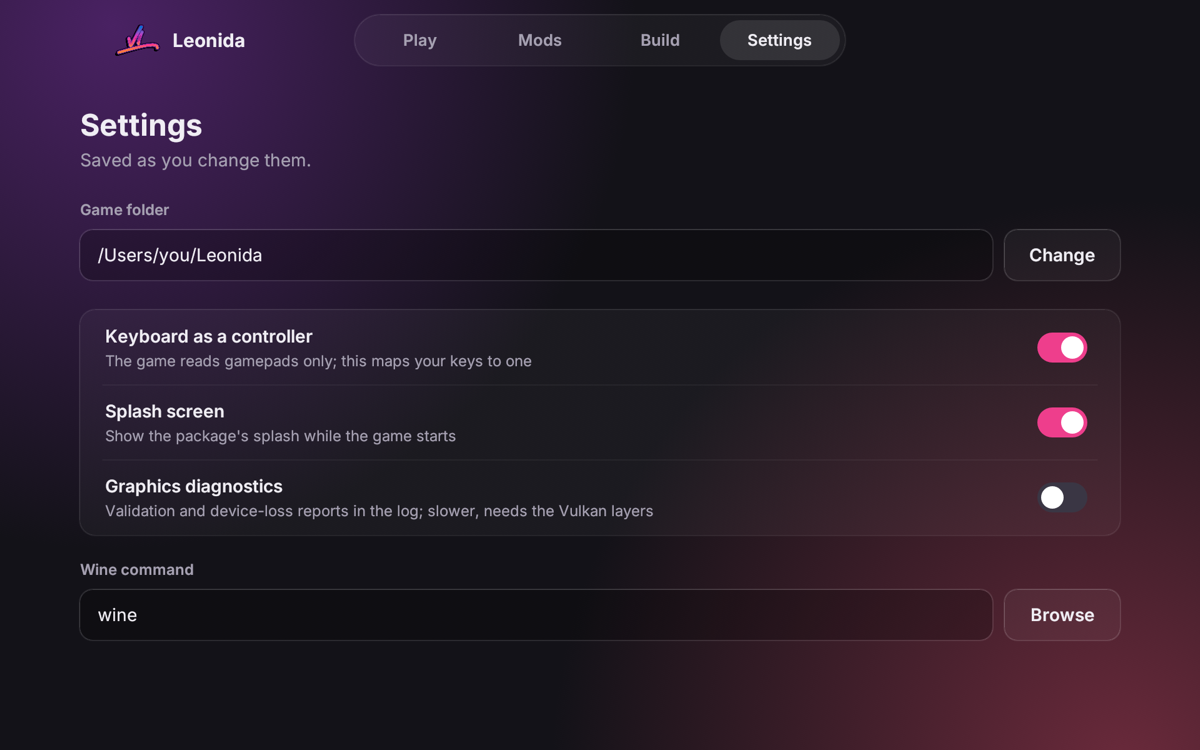 VI
Leonida
Play
Mods
Build
Settings
Settings
Saved as you change them.
Game folder
/Users/you/Leonida
Change
Keyboard as a controller
The game reads gamepads only; this maps your keys to one
Splash screen
Show the package's splash while the game starts
Graphics diagnostics
Validation and device-loss reports in the log; slower, needs the Vulkan layers
Wine command
wine
Browse